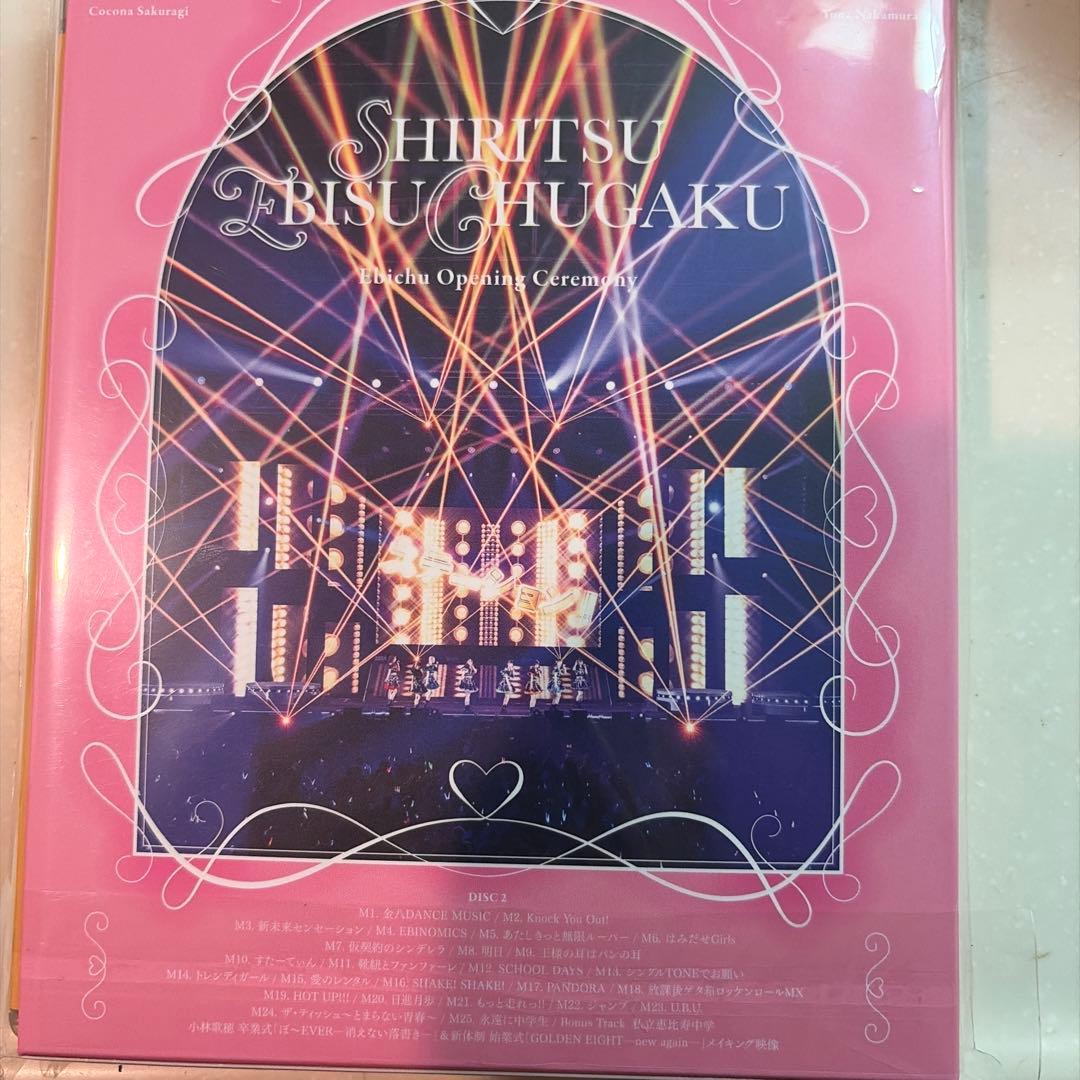 Cocona Sakuragi
Yuna Nakamura
SHIRITSU
EBISU CHUGAKU
Ebichu Opening Ceremony
DISC 2
M1. 金八DANCE MUSIC / M2. Knock You Out!
M3. 新未来センセーション / M4. EBINOMICS / M5. あたしきっと無限ルーパー / M6. はみだせGirls
M7. 仮契約のシンデレラ / M8. 明日 / M9. 王様の耳はパンの耳
M10. すたーてぃん / M11. 靴紐とファンファーレ / M12. SCHOOL DAYS / M13. シングルTONEでお願い
M14. トレンディガール / M15. 愛のレンタル / M16. SHAKE! SHAKE! / M17. PANDORA / M18. 放課後ゲタ箱ロッケンロールMX
M19. HOT UP!!! / M20. 日進月歩 / M21. もっと走れっ!! / M22. ジャンプ / M23. U.B.U.
M24. ザ・ティッシュ～とまらない青春～ / M25. 永遠に中学生 / Bonus Track 私立恵比寿中学
小林歌穂 卒業式「ぽ～EVER―消えない落書き―」&新体制 始業式「GOLDEN EIGHT―new again―」メイキング映像